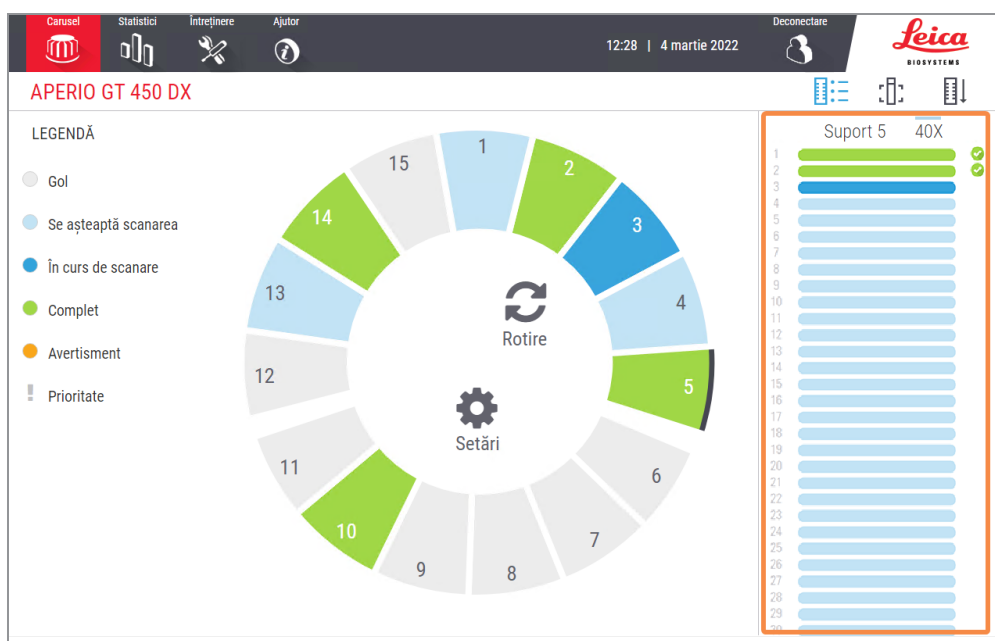 Carusel
Statistici
Întreținere
Ajutor
12:28 | 4 martie 2022
Deconectare
Leica
BIOSYSTEMS
APERIO GT 450 DX
LEGENDĂ
Gol
Se așteaptă scanarea
În curs de scanare
Complet
Avertisment
! Prioritate
1
2
3
4
5
6
7
8
9
10
11
12
13
14
15
Rotire
Setări
Suport 5 40X
1
2
3
4
5
6
7
8
9
10
11
12
13
14
15
16
17
18
19
20
21
22
23
24
25
26
27
28
29